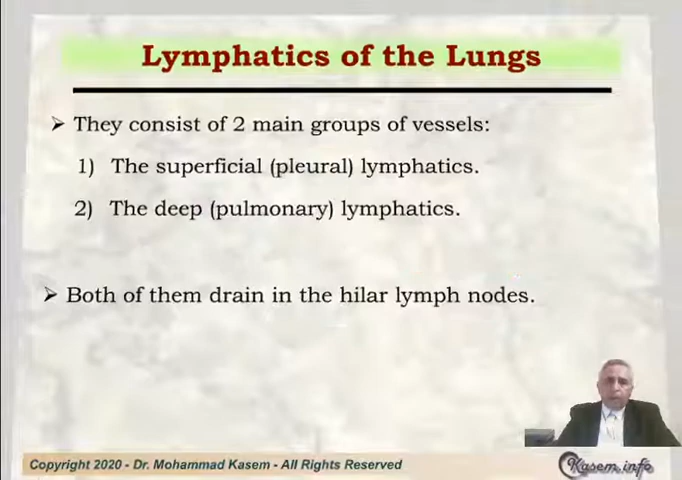 Lymphatics of the Lungs
➢ They consist of 2 main groups of vessels:
1) The superficial (pleural) lymphatics.
2) The deep (pulmonary) lymphatics.
➢ Both of them drain in the hilar lymph nodes.
Copyright 2020 - Dr. Mohammad Kasem - All Rights Reserved
Kasem.info